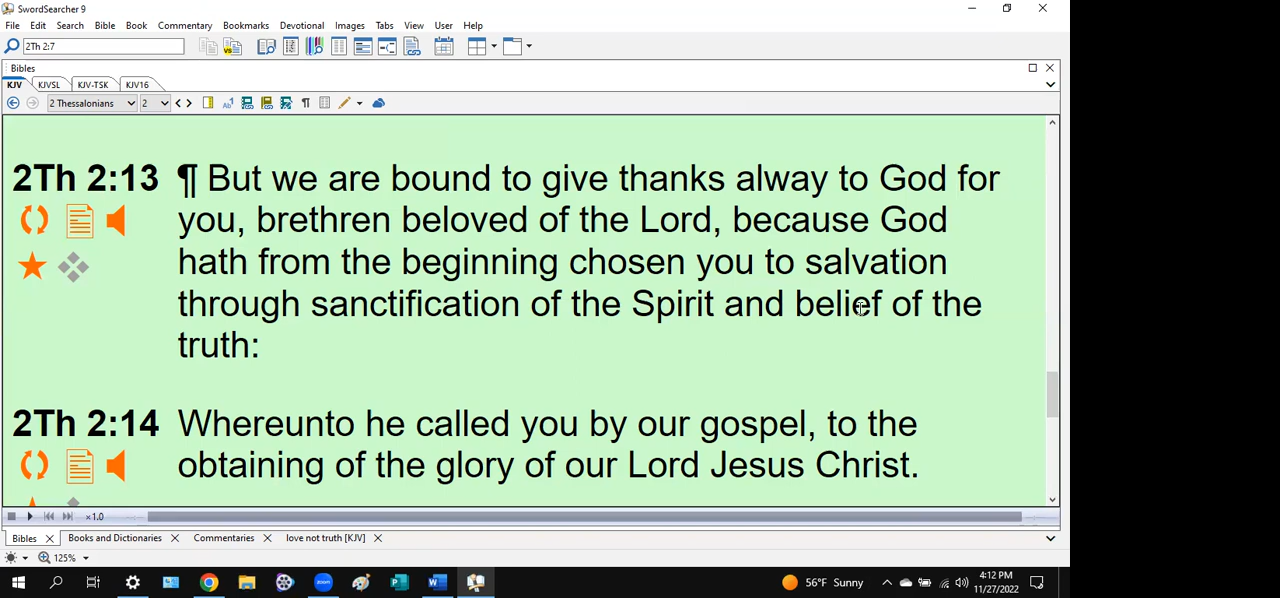 SwordSearcher 9
File Edit Search Bible Book Commentary Bookmarks Devotional Images Tabs View User Help
2Th 2:7
Bibles
KJV KJVSL KJV-TSK KJV16
2 Thessalonians 2
2Th 2:13 ¶ But we are bound to give thanks alway to God for
you, brethren beloved of the Lord, because God
hath from the beginning chosen you to salvation
through sanctification of the Spirit and belief of the
truth:
2Th 2:14 Whereunto he called you by our gospel, to the
obtaining of the glory of our Lord Jesus Christ.
×1.0
Bibles Books and Dictionaries Commentaries love not truth [KJV]
125%
56°F Sunny 4:12 PM
11/27/2022